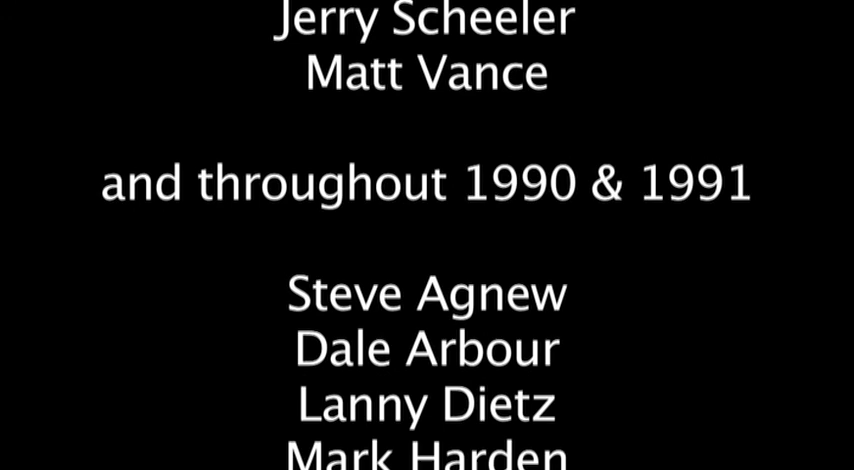 Jerry Scheeler
Matt Vance
and throughout 1990 & 1991
Steve Agnew
Dale Arbour
Lanny Dietz
Mark Harden